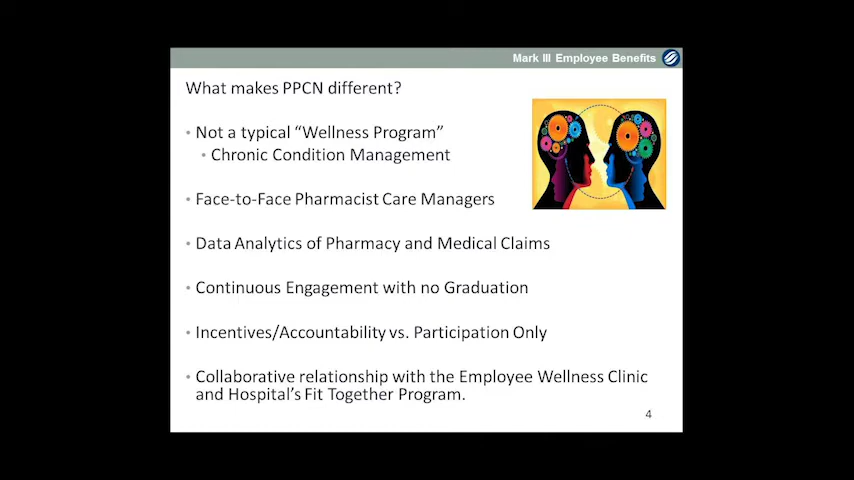 Mark III Employee Benefits
What makes PPCN different?
• Not a typical “Wellness Program”
• Chronic Condition Management
• Face-to-Face Pharmacist Care Managers
• Data Analytics of Pharmacy and Medical Claims
• Continuous Engagement with no Graduation
• Incentives/Accountability vs. Participation Only
• Collaborative relationship with the Employee Wellness Clinic
and Hospital’s Fit Together Program.
4